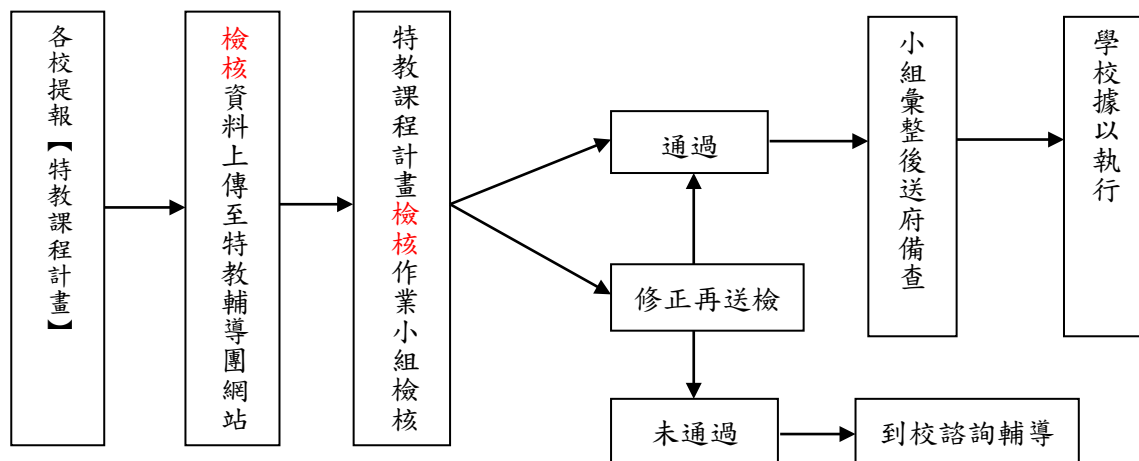 各校提報【特教課程計畫】
檢核資料上傳至特教輔導團網站
特教課程計畫檢核作業小組檢核
通過
修正再送檢
未通過
到校諮詢輔導
小組彙整後送府備查
學校據以執行